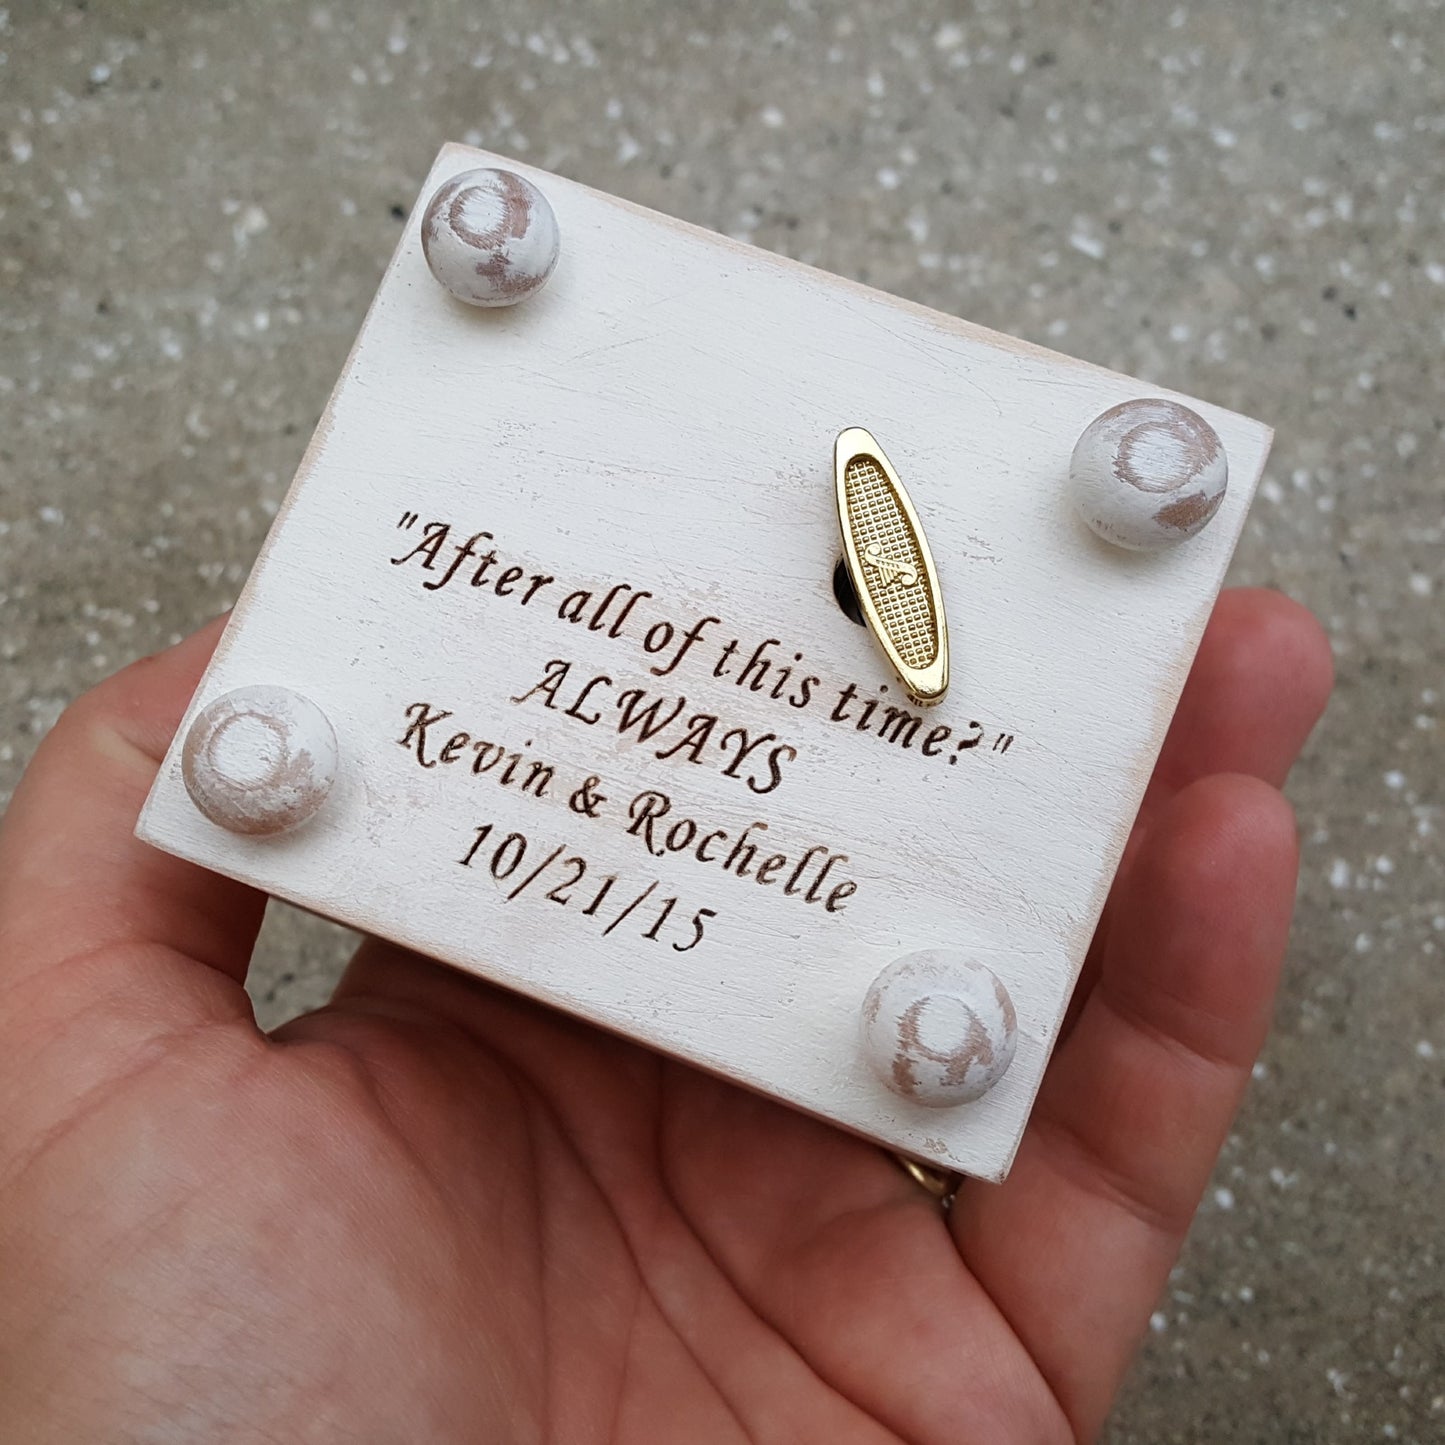 "After all of this time?"
ALWAYS
Kevin & Rochelle
10/21/15